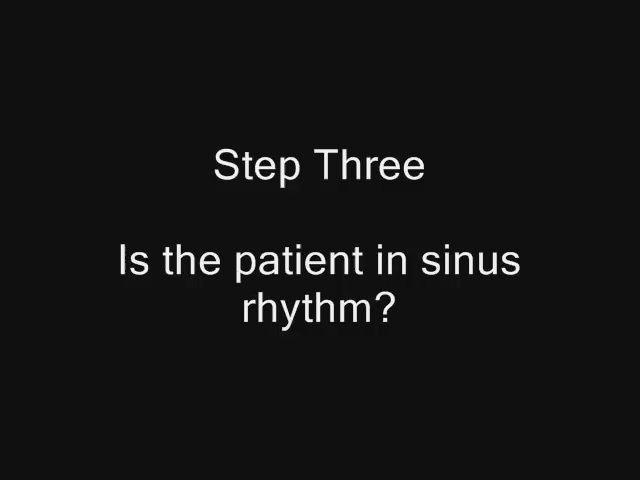 Step Three
Is the patient in sinus
rhythm?